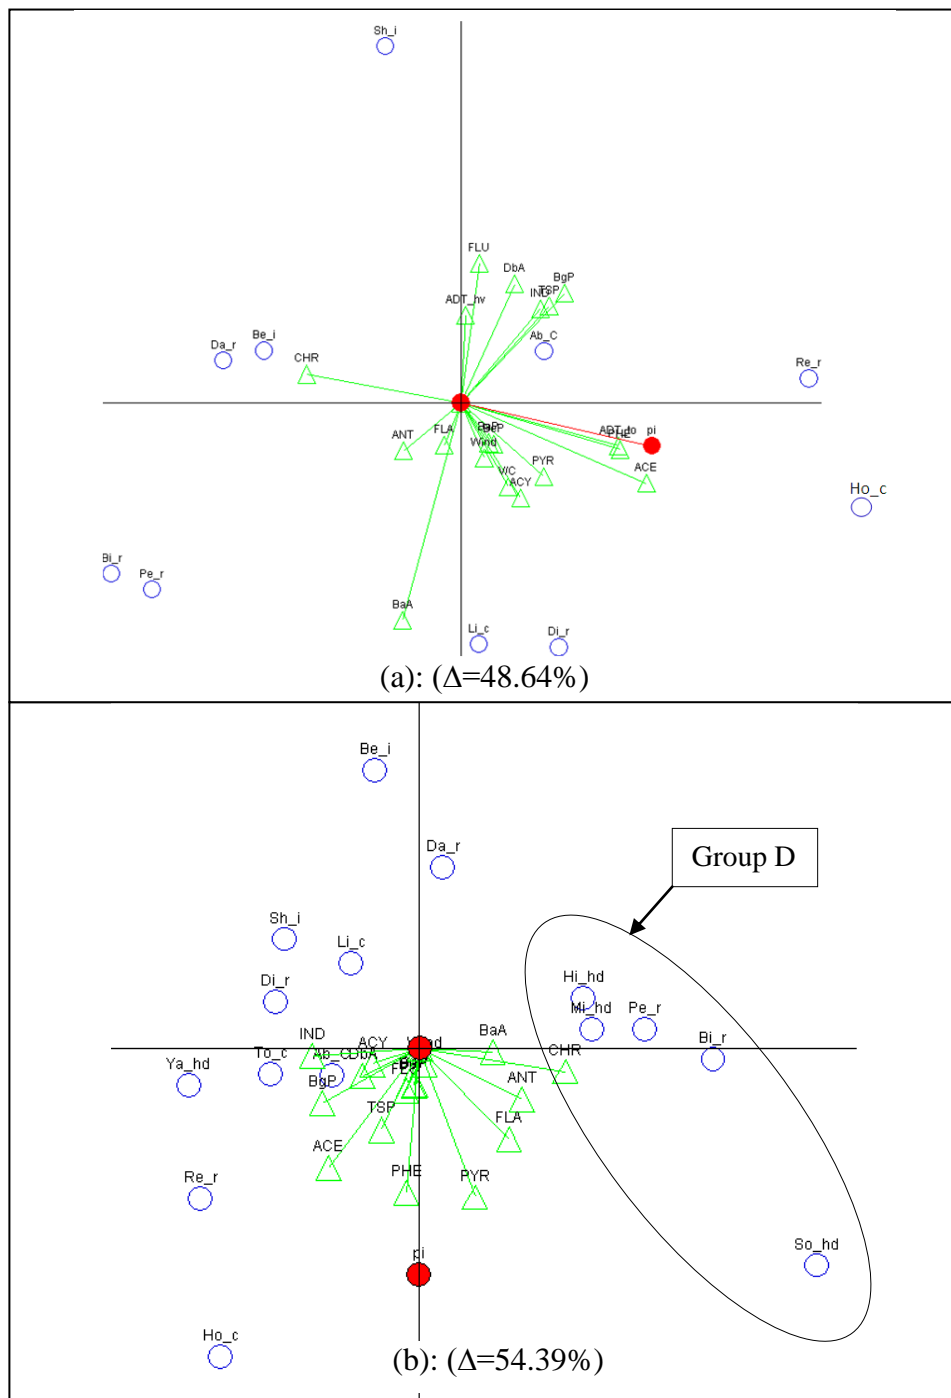 Sh_i
FLU
DbA
BgP
IND
TSP
ADT_hv
Ab_C
Da_r
Be_i
CHR
Re_r
ANT
FLA
Wind
PHE
pi
PYR
ACE
V/C
ACY
Ho_c
Bi_r
Pe_r
BaA
Li_c
Di_r
(a): (Δ=48.64%)
Be_i
Da_r
Group D
Sh_i
Li_c
Di_r
Hi_hd
Mi_hd
Pe_r
Bi_r
IND
ACY
BaA
Ya_hd
To_c
Ab_C
DbA
CHR
BgP
ANT
TSP
FLA
ACE
PHE
PYR
Re_r
pi
So_hd
Ho_c
(b): (Δ=54.39%)